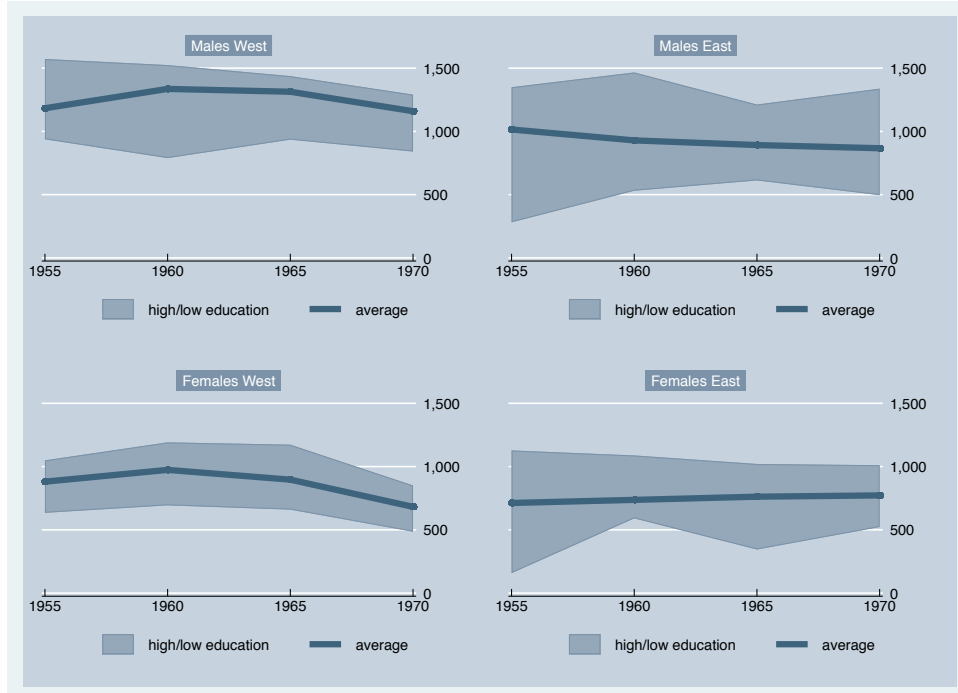 Males West
1,500
1,000
500
0
1955 1960 1965 1970
high/low education average
Males East
1,500
1,000
500
0
1955 1960 1965 1970
high/low education average
Females West
1,500
1,000
500
0
1955 1960 1965 1970
high/low education average
Females East
1,500
1,000
500
0
1955 1960 1965 1970
high/low education average